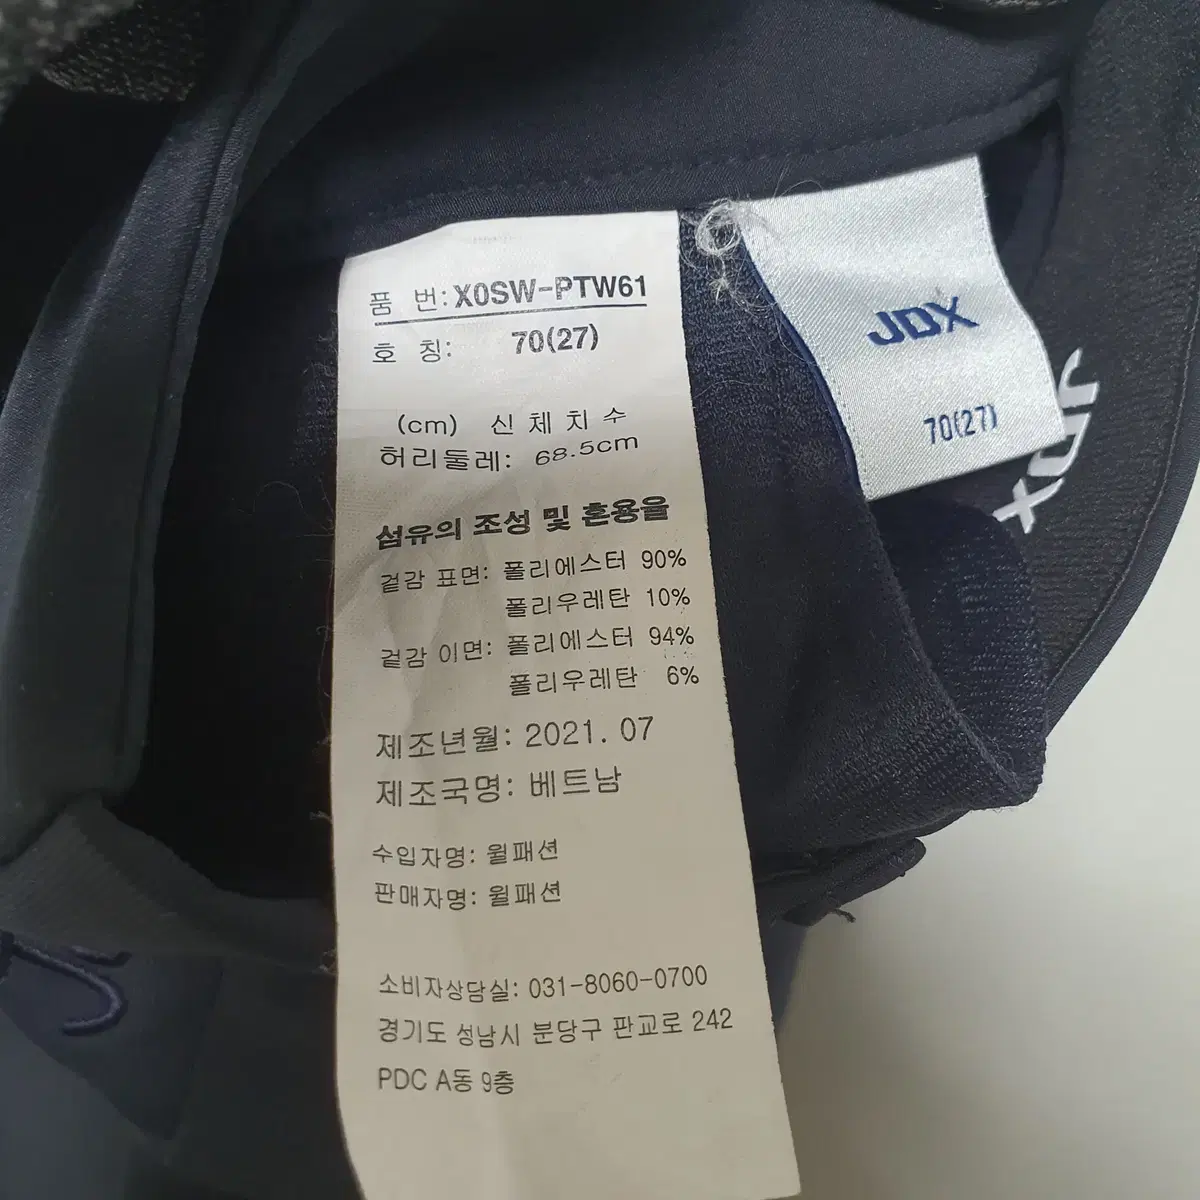 품 번: X0SW-PTW61
호 칭: 70(27)
(cm) 신 체 치 수
허리둘레: 68.5cm
섬유의 조성 및 혼용율
겉감 표면: 폴리에스터 90%
폴리우레탄 10%
겉감 이면: 폴리에스터 94%
폴리우레탄 6%
제조년월: 2021. 07
제조국명: 베트남
수입자명: 윌패션
판매자명: 윌패션
소비자상담실: 031-8060-0700
경기도 성남시 분당구 판교로 242
PDC A동 9층
JDX
70(27)
JDX